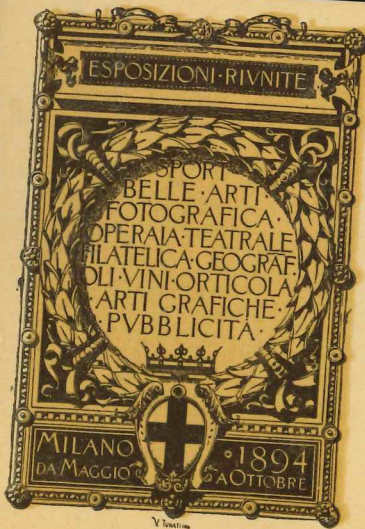 ESPOSIZIONI·RIVNITE
SPORT
BELLE·ARTI
FOTOGRAFICA·
OPERAIA·TEATRALE
FILATELICA·GEOGRAF.
OLI·VINI·ORTICOLA
·ARTI GRAFICHE·
·PVBBLICITÀ·
MILANO
DA MAGGIO
·1894
A OTTOBRE